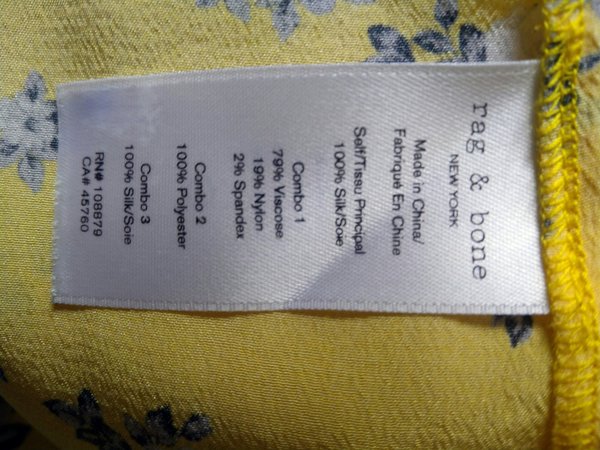 rag & bone
NEW YORK
Made in China/
Fabriqué En Chine
Self/Tissu Principal
100% Silk/Soie
Combo 1
79% Viscose
19% Nylon
2% Spandex
Combo 2
100% Polyester
Combo 3
100% Silk/Soie
RN# 108679
CA# 45760